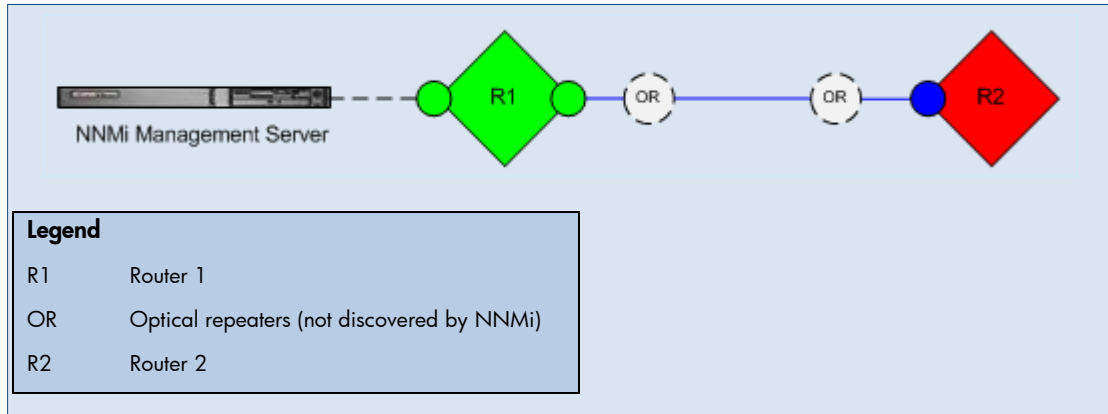 R1
OR
OR
R2
NNMi Management Server
Legend
R1 Router 1
OR Optical repeaters (not discovered by NNMi)
R2 Router 2